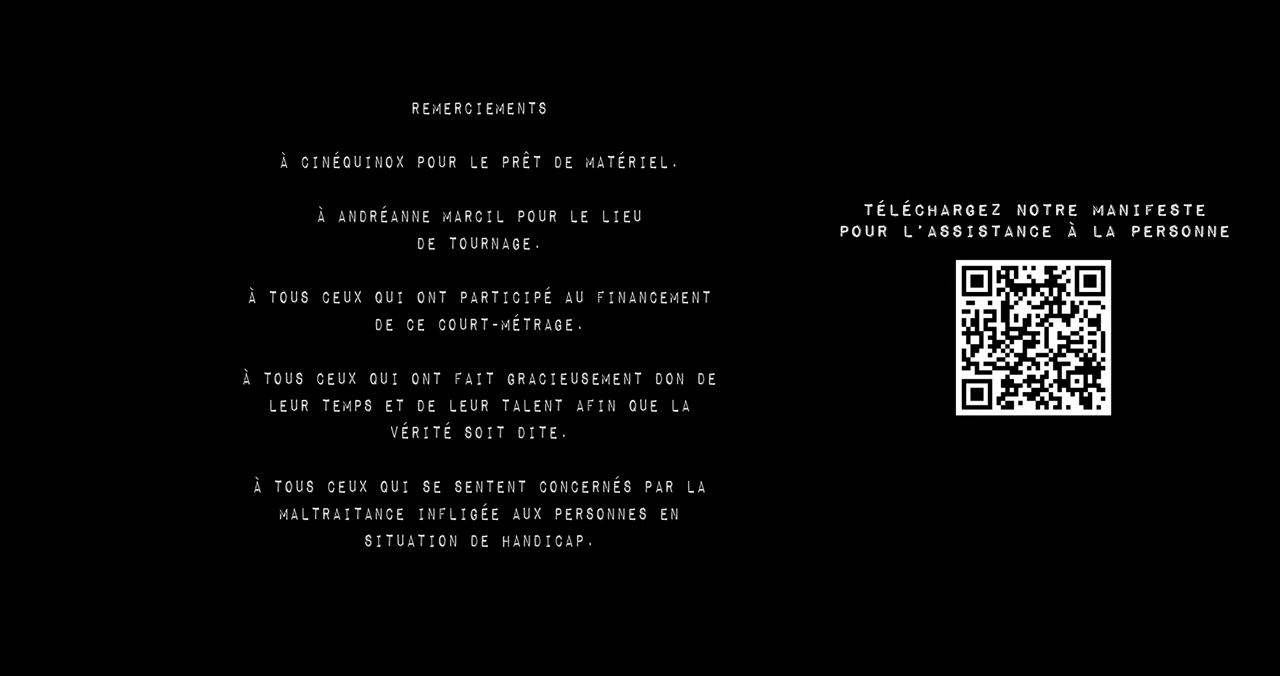 REMERCIEMENTS
À CINÉQUINOX POUR LE PRÊT DE MATÉRIEL.
À ANDRÉANNE MARCIL POUR LE LIEU
DE TOURNAGE.
À TOUS CEUX QUI ONT PARTICIPÉ AU FINANCEMENT
DE CE COURT-MÉTRAGE.
À TOUS CEUX QUI ONT FAIT GRACIEUSEMENT DON DE
LEUR TEMPS ET DE LEUR TALENT AFIN QUE LA
VÉRITÉ SOIT DITE.
À TOUS CEUX QUI SE SENTENT CONCERNÉS PAR LA
MALTRAITANCE INFLIGÉE AUX PERSONNES EN
SITUATION DE HANDICAP.
TÉLÉCHARGEZ NOTRE MANIFESTE
POUR L'ASSISTANCE À LA PERSONNE